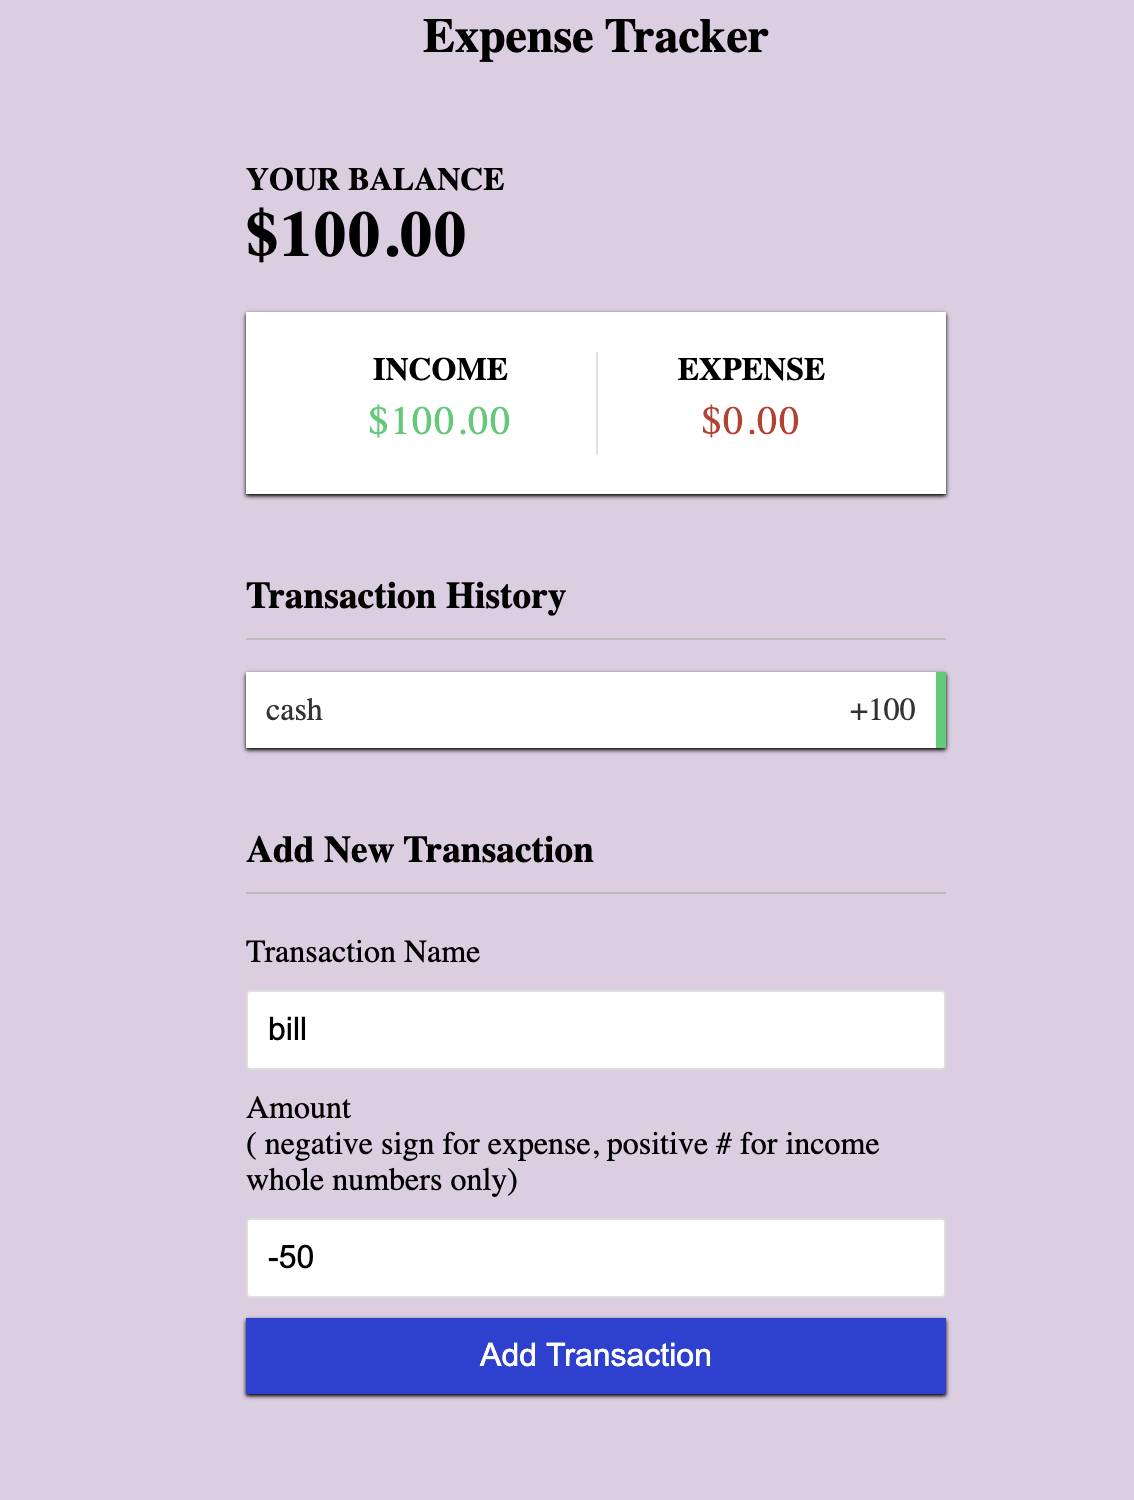 Expense Tracker
YOUR BALANCE
$100.00
INCOME EXPENSE
$100.00 $0.00
Transaction History
cash +100
Add New Transaction
Transaction Name
bill
Amount
( negative sign for expense, positive # for income
whole numbers only)
-50
Add Transaction